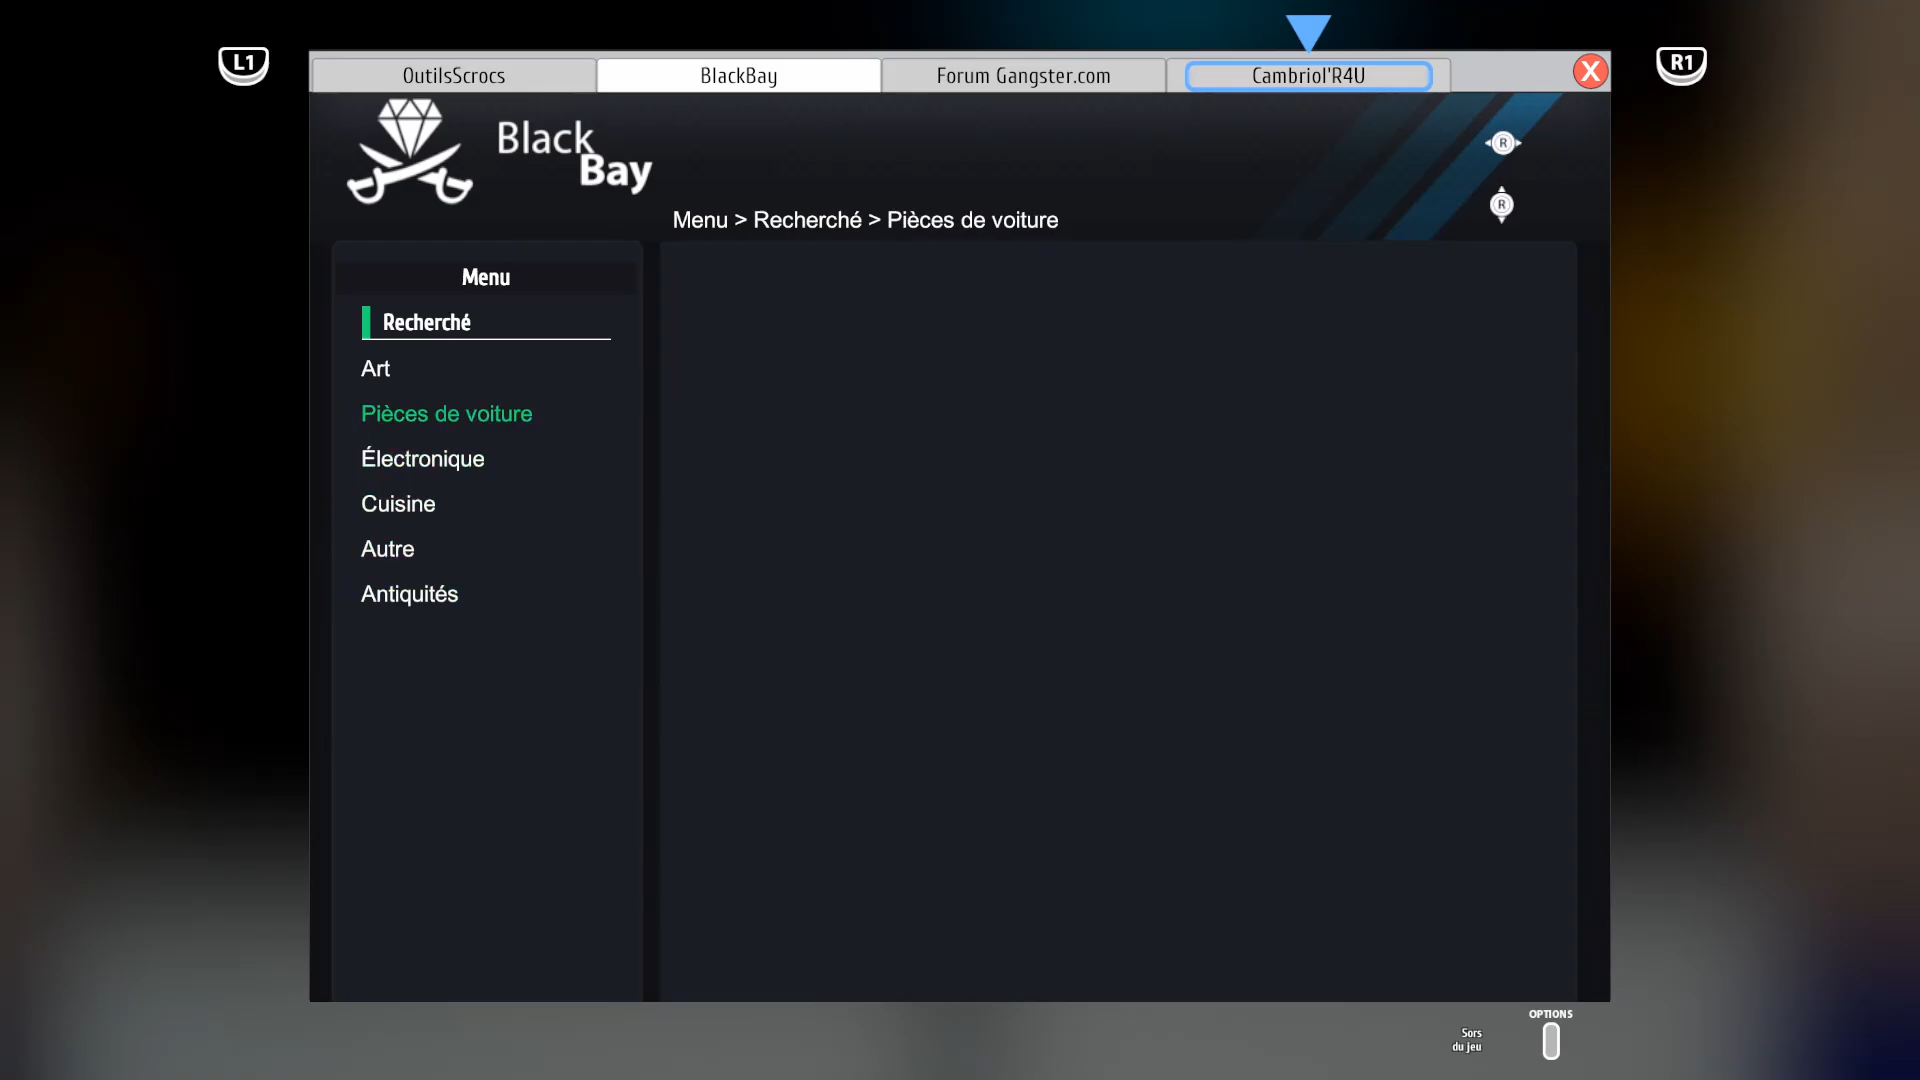 L1
OutilsScrocs
BlackBay
Forum Gangster.com
Cambriol'R4U
X
R1
Black
Bay
R
R
Menu > Recherché > Pièces de voiture
Menu
Recherché
Art
Pièces de voiture
Électronique
Cuisine
Autre
Antiquités
OPTIONS
Sors
du jeu